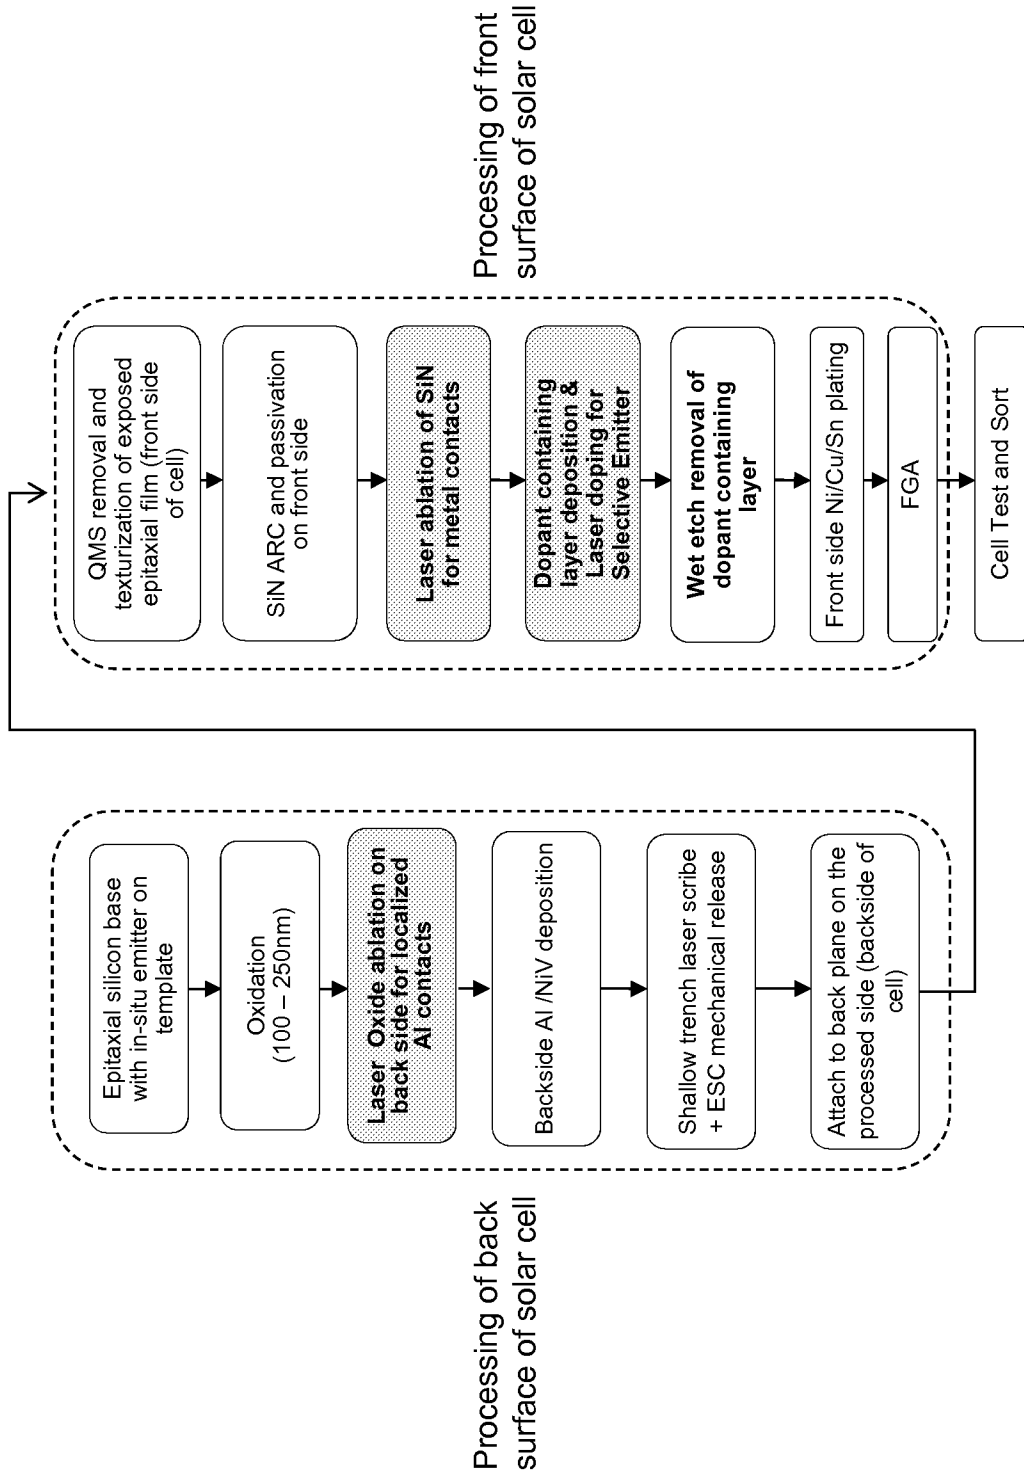 Processing of back
surface of solar cell
Epitaxial silicon base
with in-situ emitter on
template
Oxidation
(100 – 250nm)
Laser Oxide ablation on
back side for localized
Al contacts
Backside Al /NiV deposition
Shallow trench laser scribe
+ ESC mechanical release
Attach to back plane on the
processed side (backside of
cell)
Processing of front
surface of solar cell
QMS removal and
texturization of exposed
epitaxial film (front side
of cell)
SiN ARC and passivation
on front side
Laser ablation of SiN
for metal contacts
Dopant containing
layer deposition &
Laser doping for
Selective Emitter
Wet etch removal of
dopant containing
layer
Front side Ni/Cu/Sn plating
FGA
Cell Test and Sort